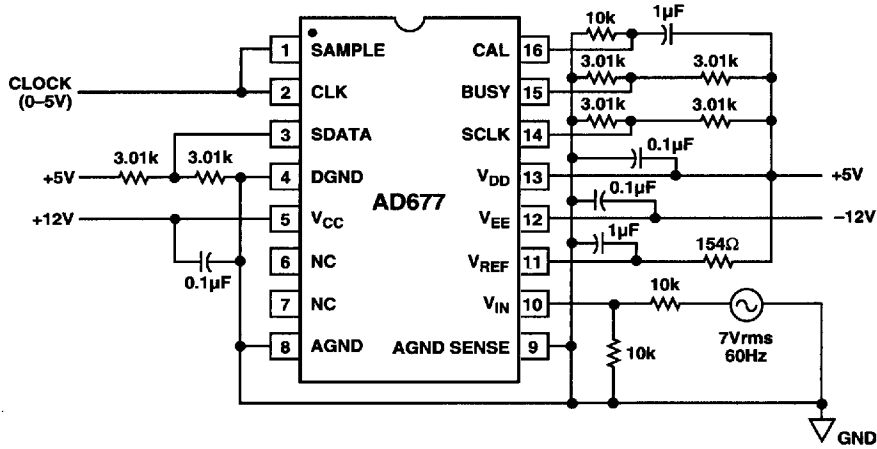 CLOCK
(0–5V)
+5V
3.01k
3.01k
+12V
0.1µF
1
SAMPLE
2
CLK
3
SDATA
4
DGND
5
VCC
6
NC
7
NC
8
AGND
AD677
CAL
16
BUSY
15
SCLK
14
VDD
13
VEE
12
VREF
11
VIN
10
AGND SENSE
9
10k
1µF
3.01k
3.01k
3.01k
3.01k
0.1µF
+5V
0.1µF
–12V
1µF
154Ω
10k
7Vrms
60Hz
10k
GND